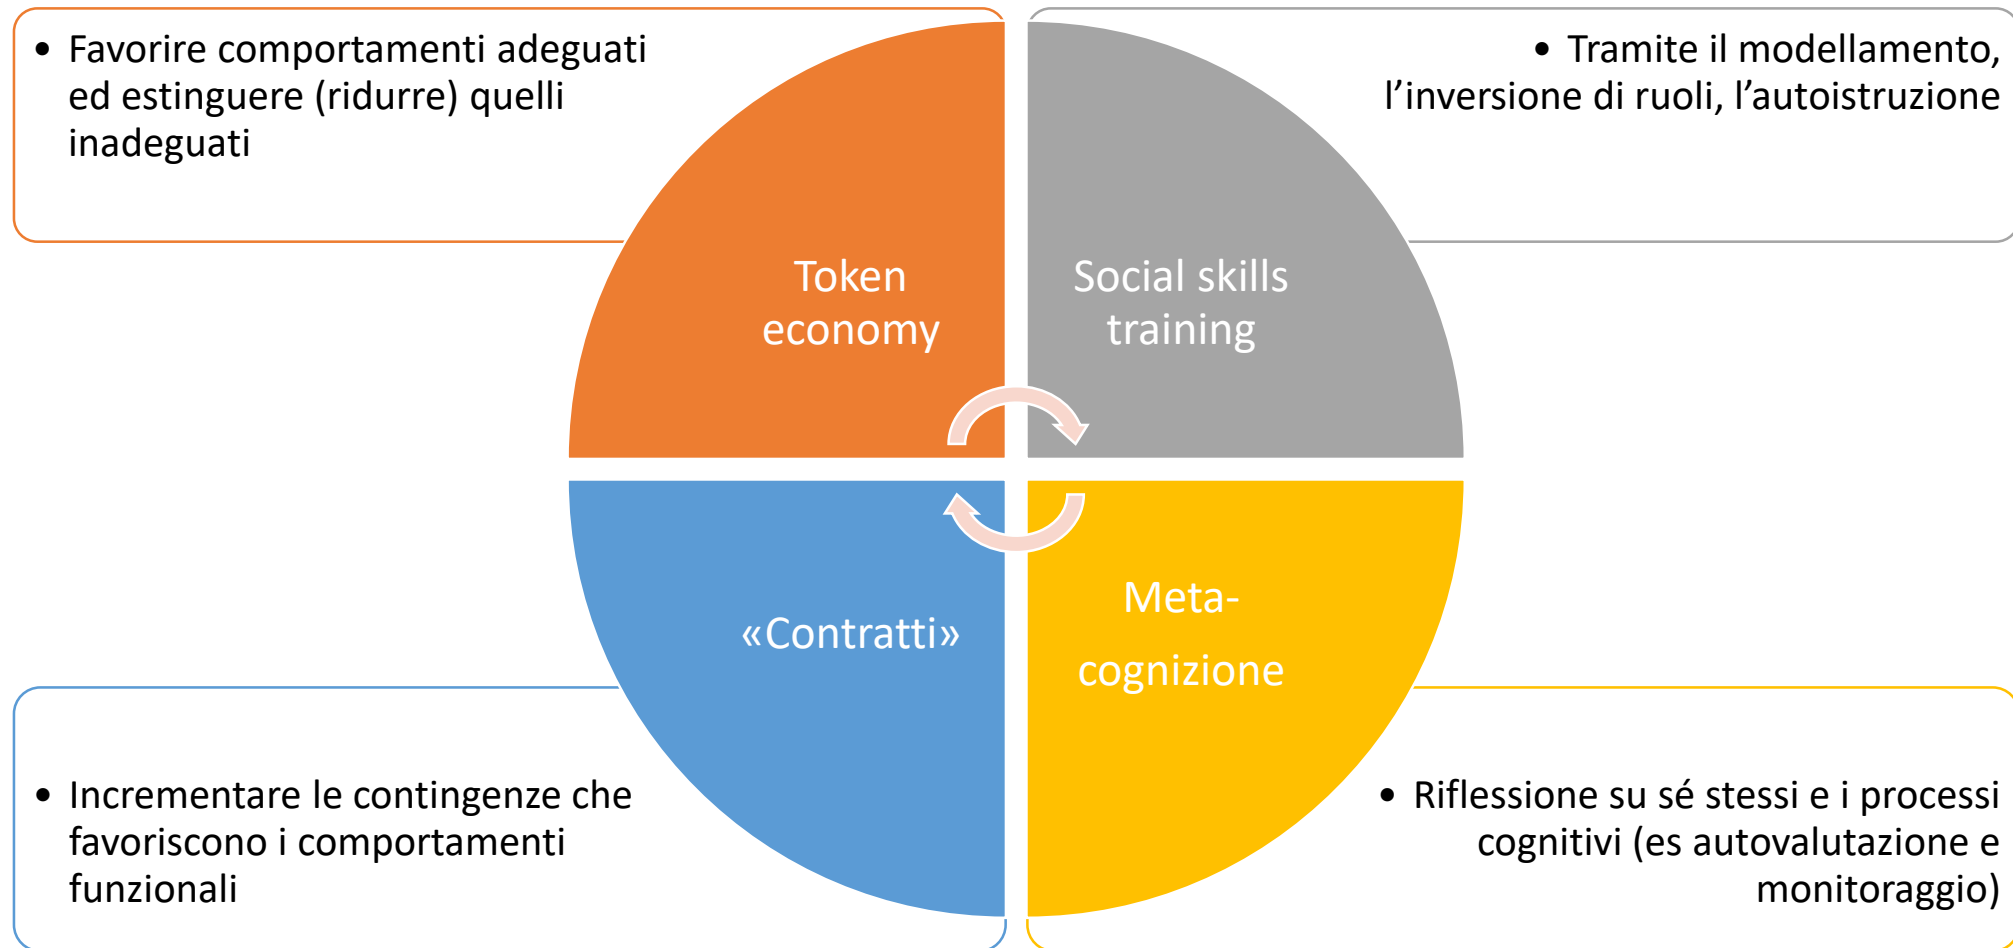 • Favorire comportamenti adeguati
ed estinguere (ridurre) quelli
inadeguati
• Tramite il modellamento,
l’inversione di ruoli, l’autoistruzione
Token
economy
Social skills
training
«Contratti»
Meta-
cognizione
• Incrementare le contingenze che
favoriscono i comportamenti
funzionali
• Riflessione su sé stessi e i processi
cognitivi (es autovalutazione e
monitoraggio)